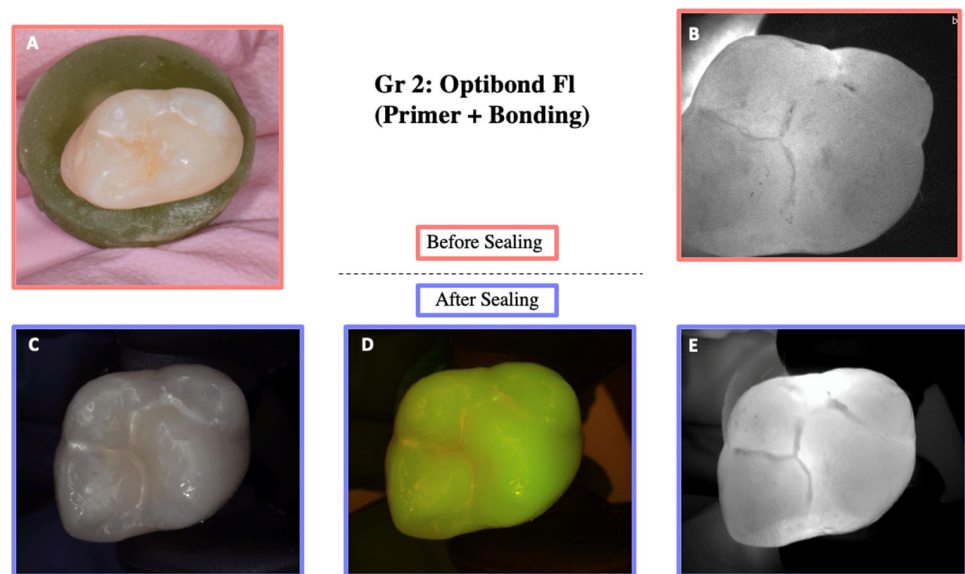 A
Gr 2: Optibond Fl
(Primer + Bonding)
B
b
Before Sealing
After Sealing
C
D
E